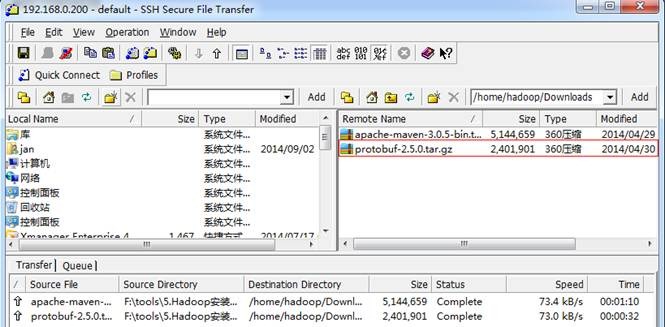 192.168.0.200 - default - SSH Secure File Transfer
File Edit View Operation Window Help
abc def 010 101
Quick Connect Profiles
Add /home/hadoop/Downloads Add
Local Name / Size Type Modified
库 系统文件...
jan 系统文件... 2014/09/02
计算机 系统文件...
网络 系统文件...
控制面板 系统文件...
回收站 系统文件...
控制面板 系统文件...
Xmanager Enterprise 4 1,467 快捷方式 2014/07/17
Remote Name / Size Type Modified
apache-maven-3.0.5-bin.t... 5,144,659 360压缩 2014/04/29
protobuf-2.5.0.tar.gz 2,401,901 360压缩 2014/04/30
Transfer Queue
/ Source File Source Directory Destination Directory Size Status Speed Time
apache-maven-... F:\tools\5.Hadoop安装... /home/hadoop/Downl... 5,144,659 Complete 73.4 kB/s 00:01:10
protobuf-2.5.0.t... F:\tools\5.Hadoop安装... /home/hadoop/Downl... 2,401,901 Complete 73.0 kB/s 00:00:32